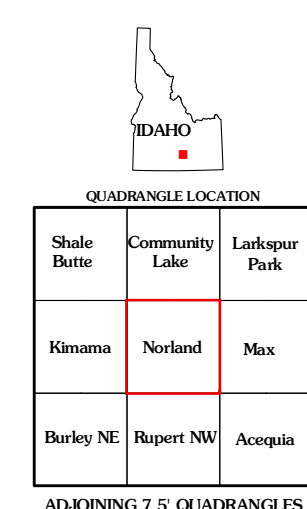 IDAHO
QUADRANGLE LOCATION
Shale
Butte
Community
Lake
Larkspur
Park
Kimama
Norland
Max
Burley NE
Rupert NW
Acequia
ADJOINING 7.5' QUADRANGLES